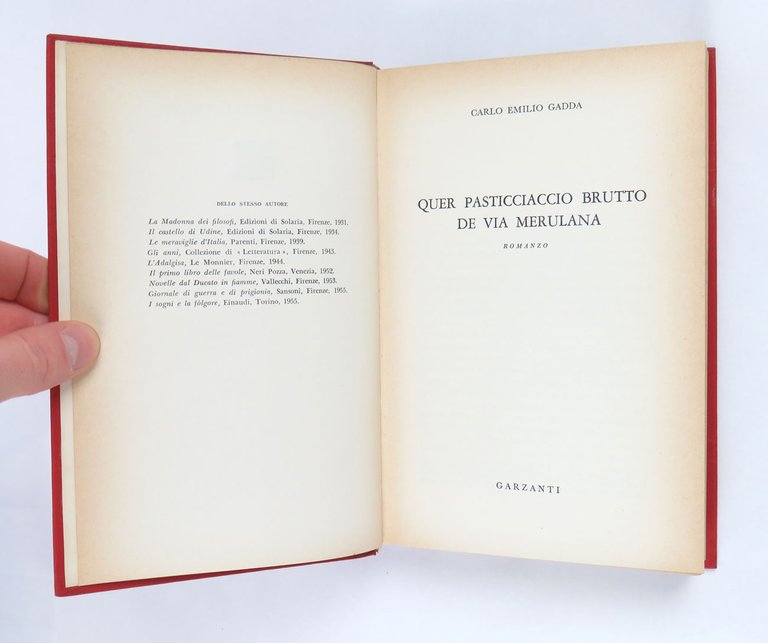 DELLO STESSO AUTORE
La Madonna dei filosofi, Edizioni di Solaria, Firenze, 1931.
Il castello di Udine, Edizioni di Solaria, Firenze, 1934.
Le meraviglie d'Italia, Parenti, Firenze, 1939.
Gli anni, Collezione di « Letteratura », Firenze, 1943.
L'Adalgisa, Le Monnier, Firenze, 1944.
Il primo libro delle favole, Neri Pozza, Venezia, 1952.
Novelle dal Ducato in fiamme, Vallecchi, Firenze, 1953.
Giornale di guerra e di prigionia, Sansoni, Firenze, 1955.
I sogni e la fólgore, Einaudi, Torino, 1955.
CARLO EMILIO GADDA
QUER PASTICCIACCIO BRUTTO
DE VIA MERULANA
ROMANZO
GARZANTI